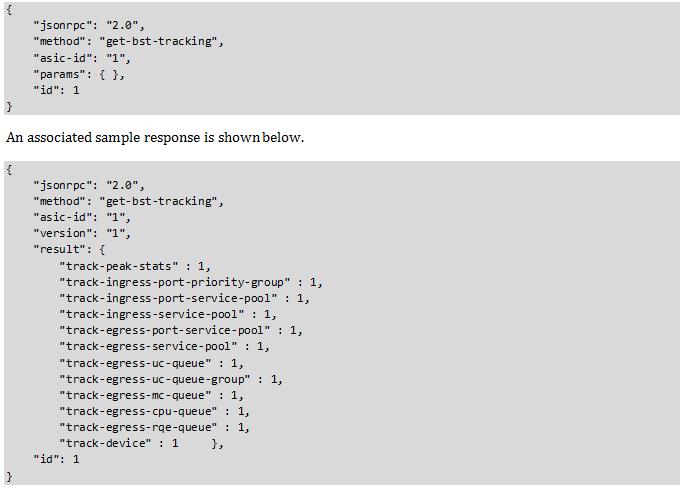 {
"jsonrpc": "2.0",
"method": "get-bst-tracking",
"asic-id": "1",
"params": { },
"id": 1
}
An associated sample response is shown below.
{
"jsonrpc": "2.0",
"method": "get-bst-tracking",
"asic-id": "1",
"version": "1",
"result": {
"track-peak-stats" : 1,
"track-ingress-port-priority-group" : 1,
"track-ingress-port-service-pool" : 1,
"track-ingress-service-pool" : 1,
"track-egress-port-service-pool" : 1,
"track-egress-service-pool" : 1,
"track-egress-uc-queue" : 1,
"track-egress-uc-queue-group" : 1,
"track-egress-mc-queue" : 1,
"track-egress-cpu-queue" : 1,
"track-egress-rqe-queue" : 1,
"track-device" : 1 },
"id": 1
}